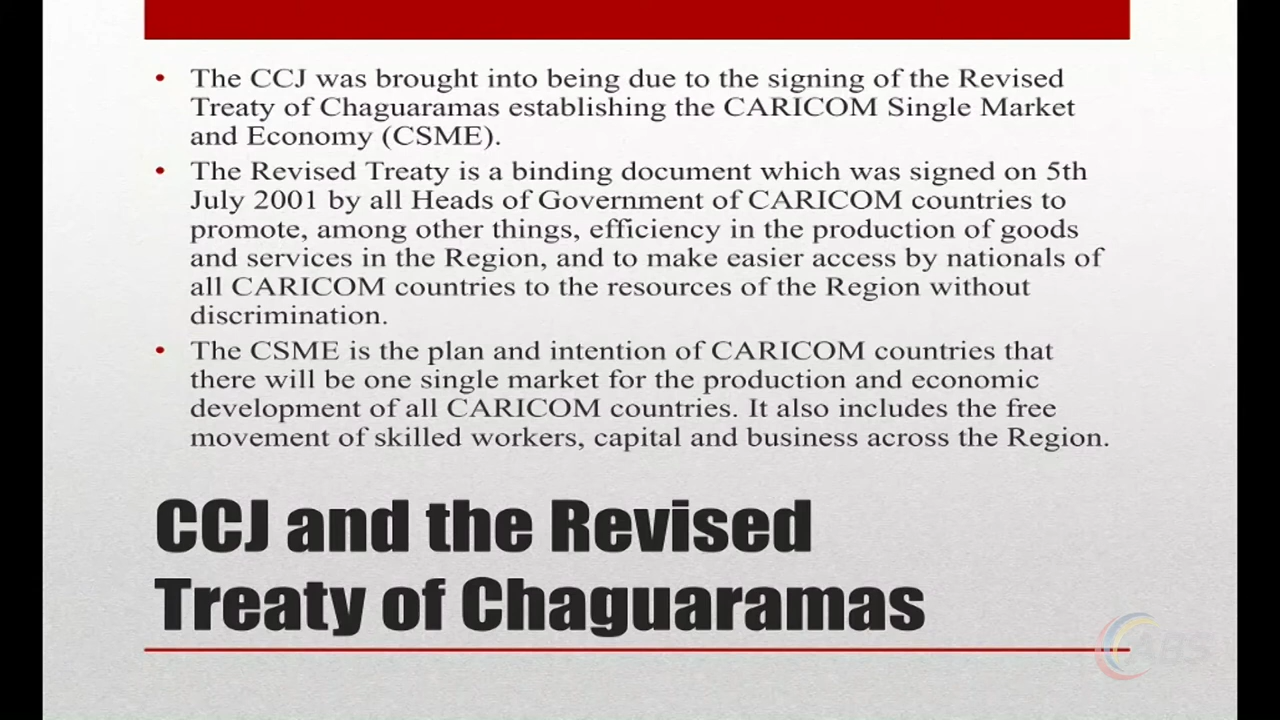 • The CCJ was brought into being due to the signing of the Revised
Treaty of Chaguaramas establishing the CARICOM Single Market
and Economy (CSME).
• The Revised Treaty is a binding document which was signed on 5th
July 2001 by all Heads of Government of CARICOM countries to
promote, among other things, efficiency in the production of goods
and services in the Region, and to make easier access by nationals of
all CARICOM countries to the resources of the Region without
discrimination.
• The CSME is the plan and intention of CARICOM countries that
there will be one single market for the production and economic
development of all CARICOM countries. It also includes the free
movement of skilled workers, capital and business across the Region.
CCJ and the Revised
Treaty of Chaguaramas
ABS